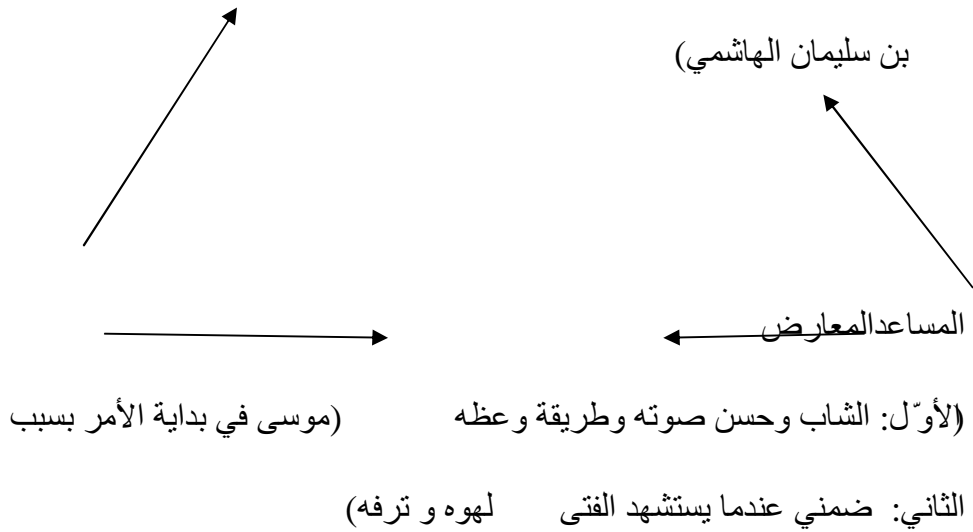 بن سليمان الهاشمي)
المساعدالمعارض
(الأوّل: الشاب وحسن صوته وطريقة وعظه (موسى في بداية الأمر بسبب
الثاني: ضمني عندما يستشهد الفتى لهوه و ترفه)